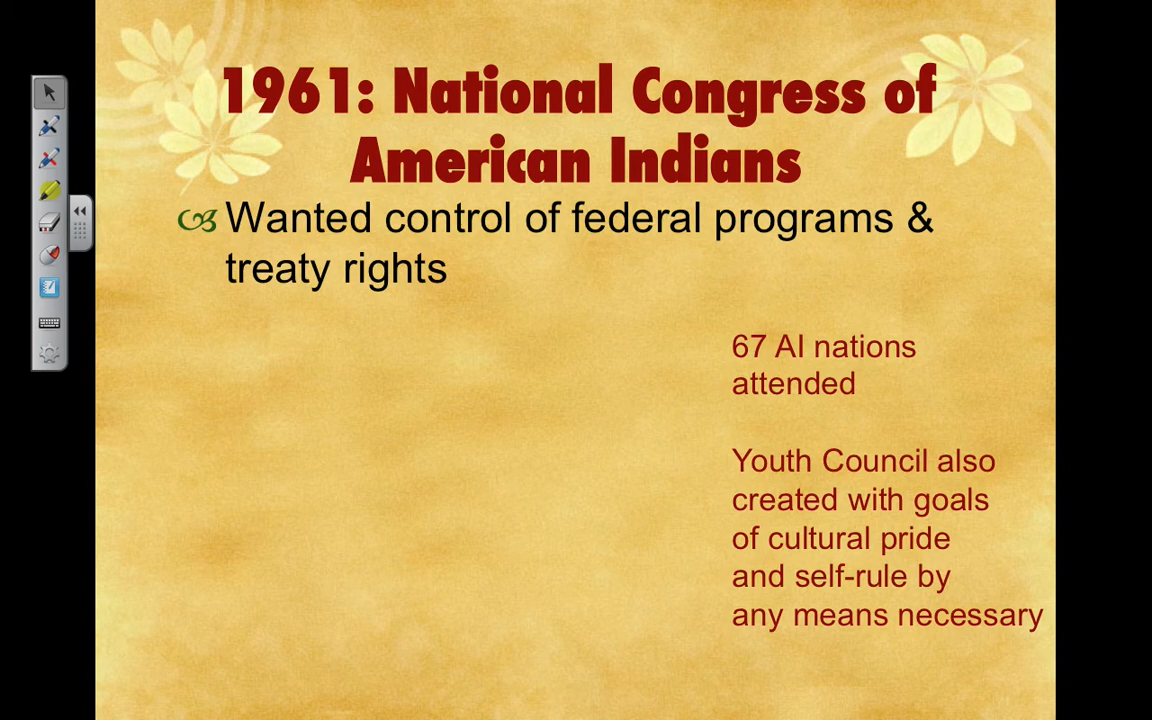 1961: National Congress of
American Indians
Wanted control of federal programs &
treaty rights
67 AI nations
attended
Youth Council also
created with goals
of cultural pride
and self-rule by
any means necessary